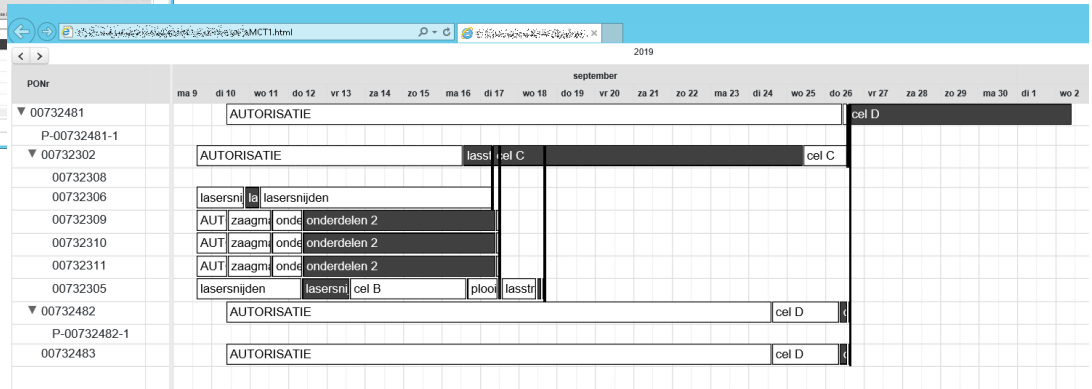 MCT1.html
2019
PONr
september
ma 9 di 10 wo 11 do 12 vr 13 za 14 zo 15 ma 16 di 17 wo 18 do 19 vr 20 za 21 zo 22 ma 23 di 24 wo 25 do 26 vr 27 za 28 zo 29 ma 30 di 1 wo 2
00732481 AUTORISATIE cel D
P-00732481-1
00732302 AUTORISATIE lasst cel C cel C
00732308
00732306 lasersnij la lasersnijden
00732309 AUT zaagma onde onderdelen 2
00732310 AUT zaagma onde onderdelen 2
00732311 AUT zaagma onde onderdelen 2
00732305 lasersnijden lasersnij cel B plooi lasstr
00732482 AUTORISATIE cel D c
P-00732482-1
00732483 AUTORISATIE cel D c